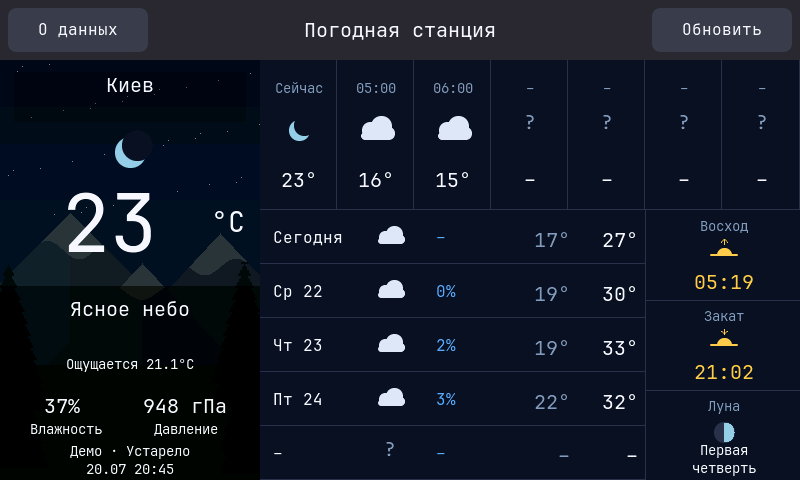 О данных
Погодная станция
Обновить
Киев
23 °C
Ясное небо
Ощущается 21.1°C
37% 948 гПа
Влажность Давление
Демо · Устарело
20.07 20:45
Сейчас 05:00 06:00 – – – –
? ? ? ?
23° 16° 15° – – – –
Сегодня – 17° 27°
Ср 22 0% 19° 30°
Чт 23 2% 19° 33°
Пт 24 3% 22° 32°
– ? – – –
Восход
05:19
Закат
21:02
Луна
Первая
четверть